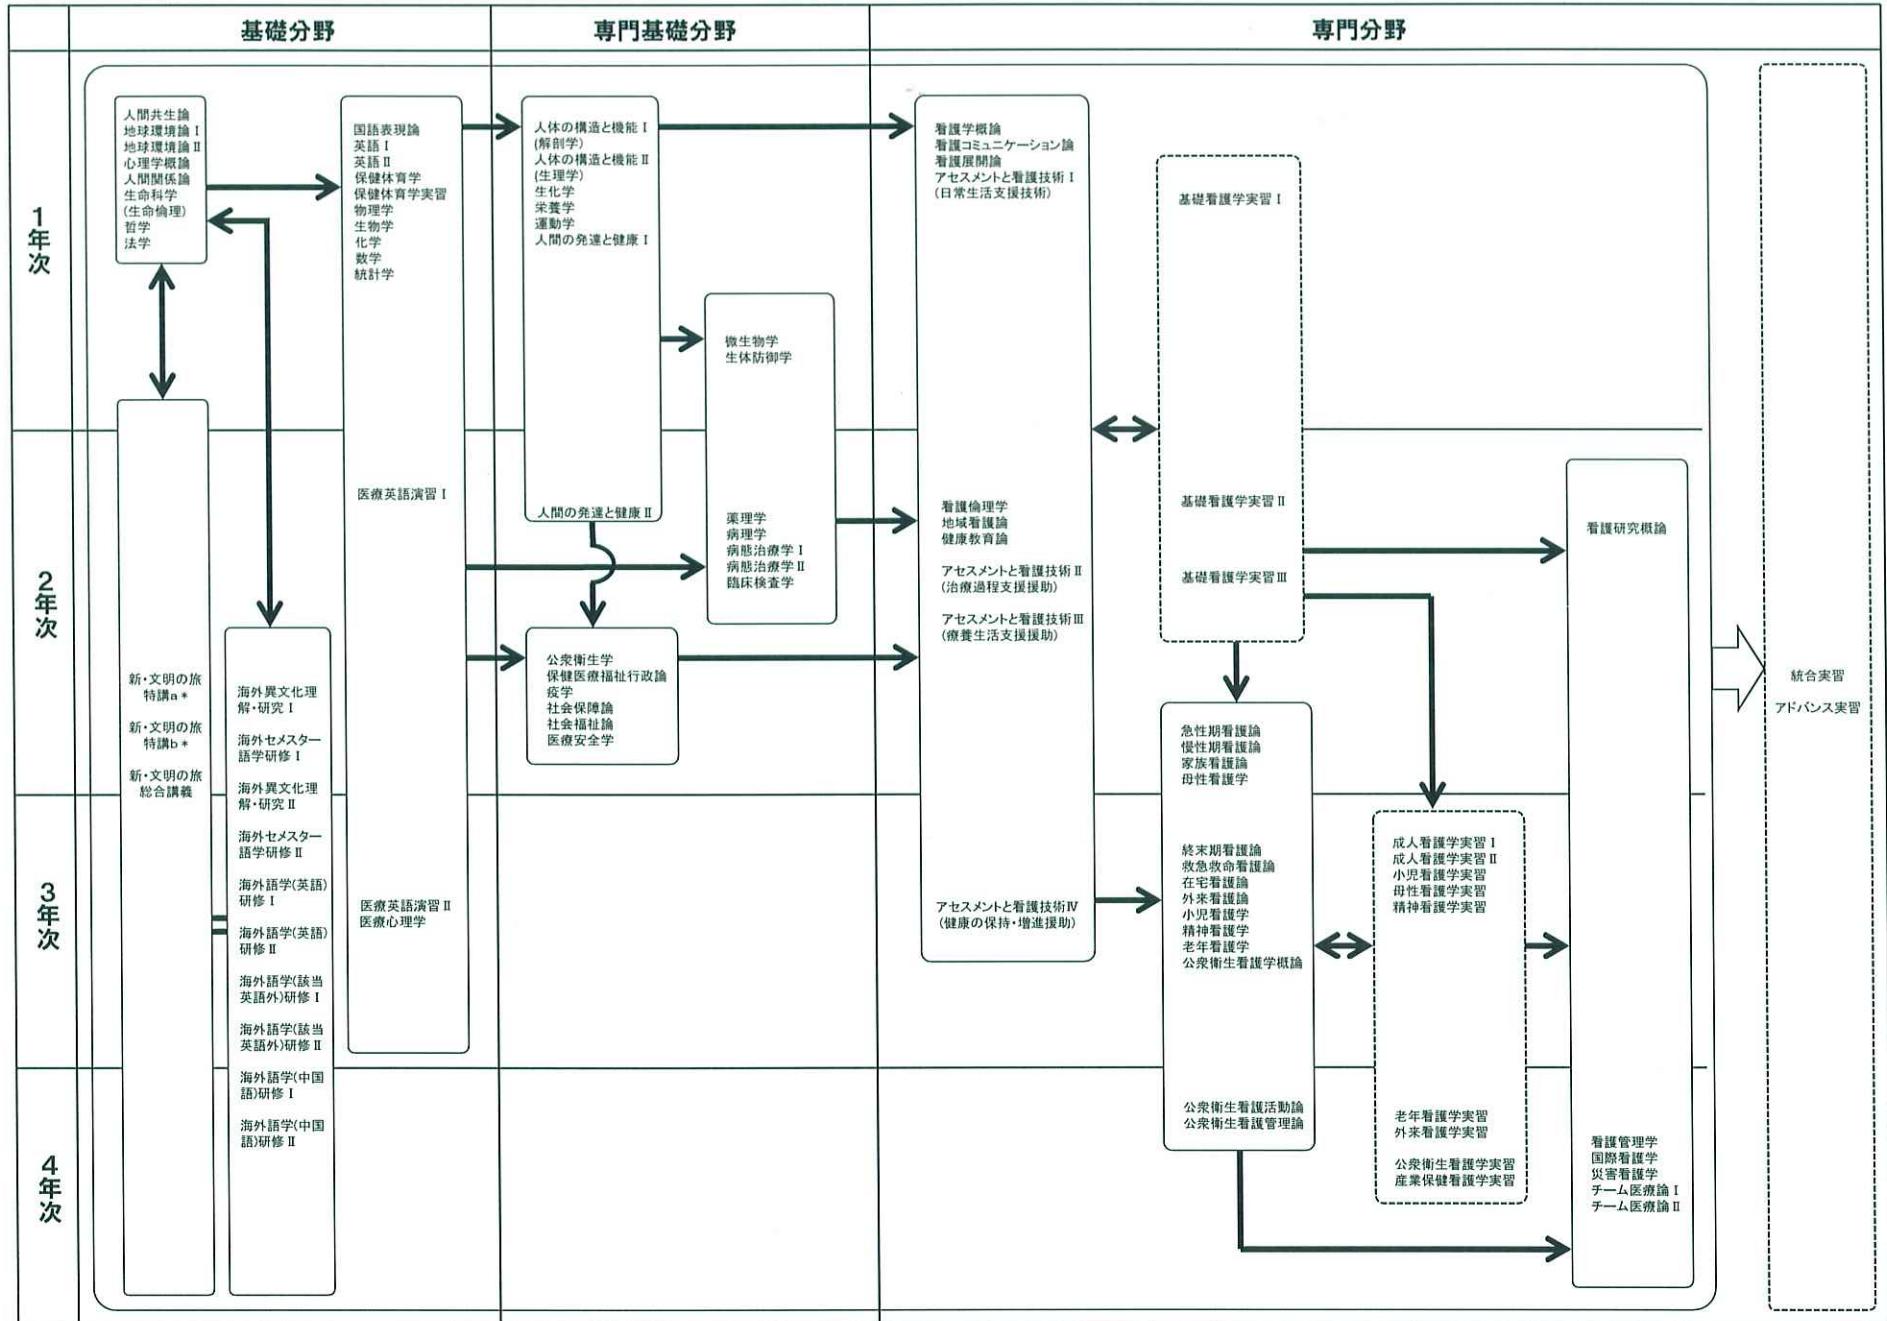 基礎分野
専門基礎分野
専門分野
1年次
2年次
3年次
4年次
人間共生論
地球環境論Ⅰ
地球環境論Ⅱ
心理学概論
人間関係論
生命科学
(生命倫理)
哲学
法学
新・文明の旅
特講a*
新・文明の旅
特講b*
新・文明の旅
総合講義
海外異文化理
解・研究Ⅰ
海外セメスター
語学研修Ⅰ
海外異文化理
解・研究Ⅱ
海外セメスター
語学研修Ⅱ
海外語学(英語)
研修Ⅰ
海外語学(英語)
研修Ⅱ
海外語学(該当
英語外)研修Ⅰ
海外語学(該当
英語外)研修Ⅱ
海外語学(中国
語)研修Ⅰ
海外語学(中国
語)研修Ⅱ
国語表現論
英語Ⅰ
英語Ⅱ
保健体育学
保健体育学実習
物理学
生物学
化学
数学
統計学
医療英語演習Ⅰ
医療英語演習Ⅱ
医療心理学
人体の構造と機能Ⅰ
(解剖学)
人体の構造と機能Ⅱ
(生理学)
生化学
栄養学
運動学
人間の発達と健康Ⅰ
人間の発達と健康Ⅱ
微生物学
生体防御学
薬理学
病理学
病態治療学Ⅰ
病態治療学Ⅱ
臨床検査学
公衆衛生学
保健医療福祉行政論
疫学
社会保障論
社会福祉論
医療安全学
看護学概論
看護コミュニケーション論
看護展開論
アセスメントと看護技術Ⅰ
(日常生活支援技術)
看護倫理学
地域看護論
健康教育論
アセスメントと看護技術Ⅱ
(治療過程支援援助)
アセスメントと看護技術Ⅲ
(療養生活支援援助)
アセスメントと看護技術Ⅳ
(健康の保持・増進援助)
基礎看護学実習Ⅰ
基礎看護学実習Ⅱ
基礎看護学実習Ⅲ
急性期看護論
慢性期看護論
家族看護論
母性看護学
終末期看護論
救急救命看護論
在宅看護論
外来看護論
小児看護学
精神看護学
老年看護学
公衆衛生看護学概論
公衆衛生看護活動論
公衆衛生看護管理論
成人看護学実習Ⅰ
成人看護学実習Ⅱ
小児看護学実習
母性看護学実習
精神看護学実習
老年看護学実習
外来看護学実習
公衆衛生看護学実習
産業保健看護学実習
看護研究概論
看護管理学
国際看護学
災害看護学
チーム医療論Ⅰ
チーム医療論Ⅱ
統合実習
アドバンス実習